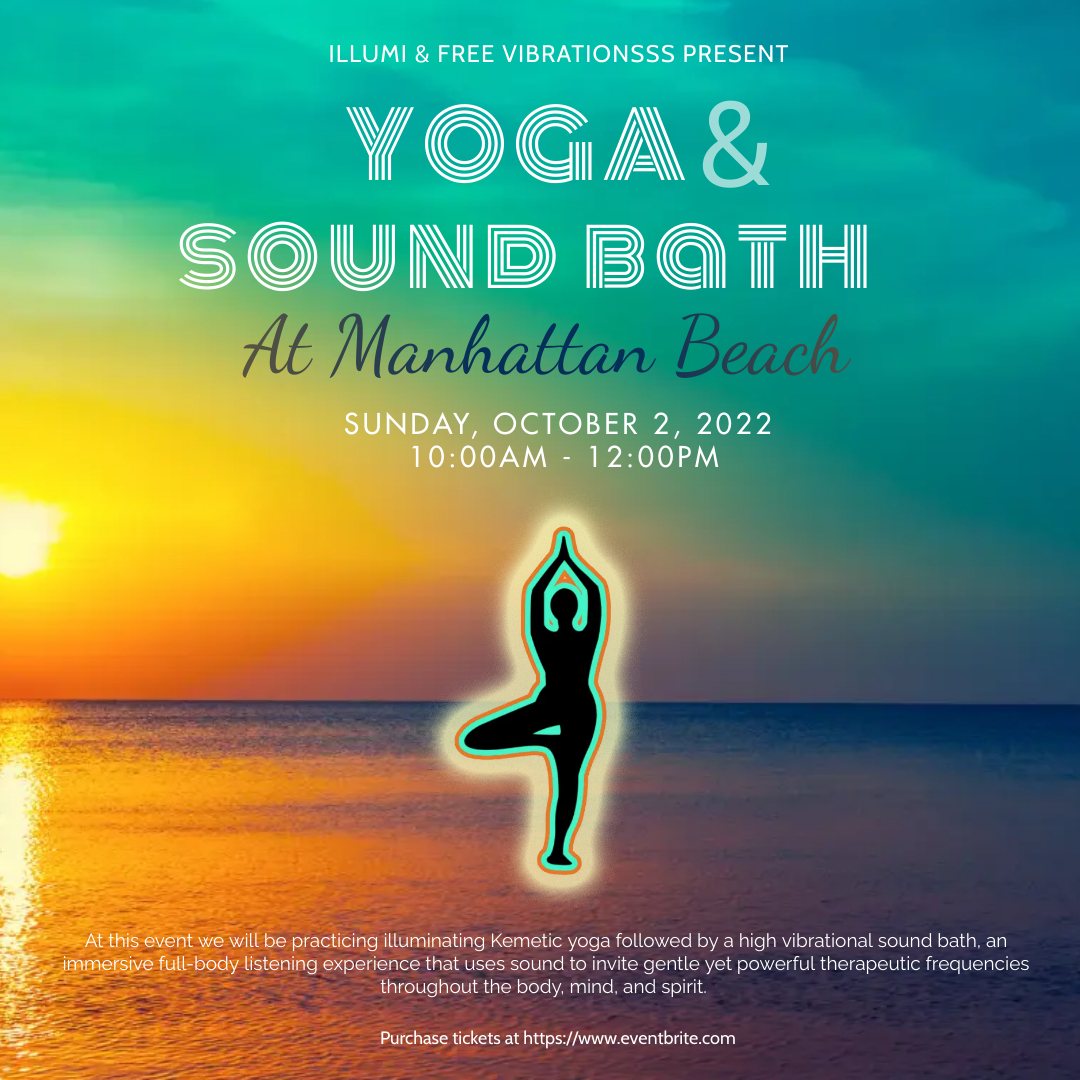 ILLUMI & FREE VIBRATIONSSS PRESENT
YOGA &
SOUND BATH
At Manhattan Beach
SUNDAY, OCTOBER 2, 2022
10:00AM - 12:00PM
At this event we will be practicing illuminating Kemetic yoga followed by a high vibrational sound bath, an
immersive full-body listening experience that uses sound to invite gentle yet powerful therapeutic frequencies
throughout the body, mind, and spirit.
Purchase tickets at https://www.eventbrite.com